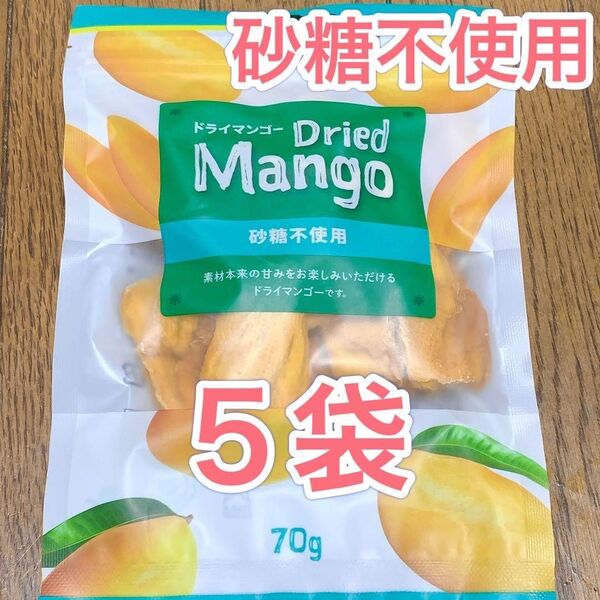 砂糖不使用
ドライマンゴー Dried
Mango
砂糖不使用
素材本来の甘みをお楽しみいただける
ドライマンゴーです。
5袋
70g